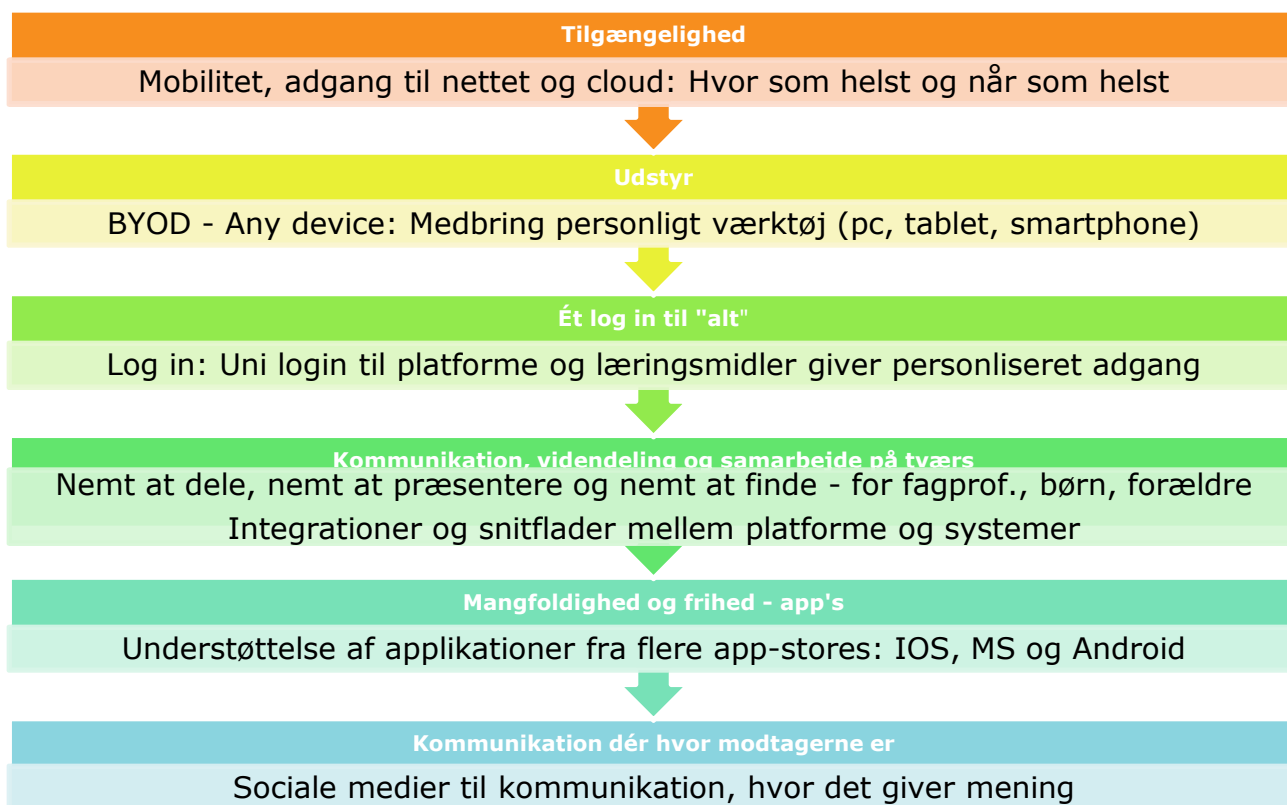 Tilgængelighed
Mobilitet, adgang til nettet og cloud: Hvor som helst og når som helst
Udstyr
BYOD - Any device: Medbring personligt værktøj (pc, tablet, smartphone)
Ét log in til "alt"
Log in: Uni login til platforme og læringsmidler giver personliseret adgang
Kommunikation, videndeling og samarbejde på tværs
Nemt at dele, nemt at præsentere og nemt at finde - for fagprof., børn, forældre
Integrationer og snitflader mellem platforme og systemer
Mangfoldighed og frihed - app's
Understøttelse af applikationer fra flere app-stores: IOS, MS og Android
Kommunikation dér hvor modtagerne er
Sociale medier til kommunikation, hvor det giver mening